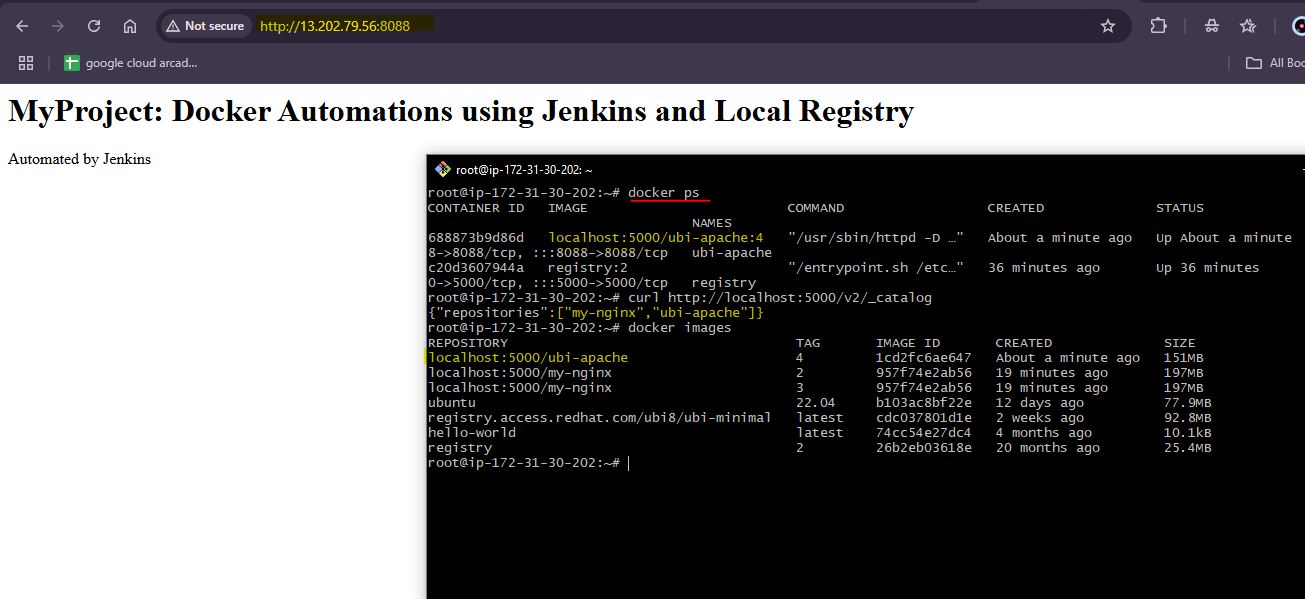 Not secure http://13.202.79.56:8088
google cloud arcad...
MyProject: Docker Automations using Jenkins and Local Registry
Automated by Jenkins
root@ip-172-31-30-202: ~
root@ip-172-31-30-202:~# docker ps
CONTAINER ID IMAGE COMMAND CREATED STATUS
NAMES
688873b9d86d localhost:5000/ubi-apache:4 "/usr/sbin/httpd -D …" About a minute ago Up About a minute
8->8088/tcp, :::8088->8088/tcp ubi-apache
c20d3607944a registry:2 "/entrypoint.sh /etc…" 36 minutes ago Up 36 minutes
0->5000/tcp, :::5000->5000/tcp registry
root@ip-172-31-30-202:~# curl http://localhost:5000/v2/_catalog
{"repositories":["my-nginx","ubi-apache"]}
root@ip-172-31-30-202:~# docker images
REPOSITORY TAG IMAGE ID CREATED SIZE
localhost:5000/ubi-apache 4 1cd2fc6ae647 About a minute ago 151MB
localhost:5000/my-nginx 2 957f74e2ab56 19 minutes ago 197MB
localhost:5000/my-nginx 3 957f74e2ab56 19 minutes ago 197MB
ubuntu 22.04 b103ac8bf22e 12 days ago 77.9MB
registry.access.redhat.com/ubi8/ubi-minimal latest cdc037801d1e 2 weeks ago 92.8MB
hello-world latest 74cc54e27dc4 4 months ago 10.1kB
registry 2 26b2eb03618e 20 months ago 25.4MB
root@ip-172-31-30-202:~#